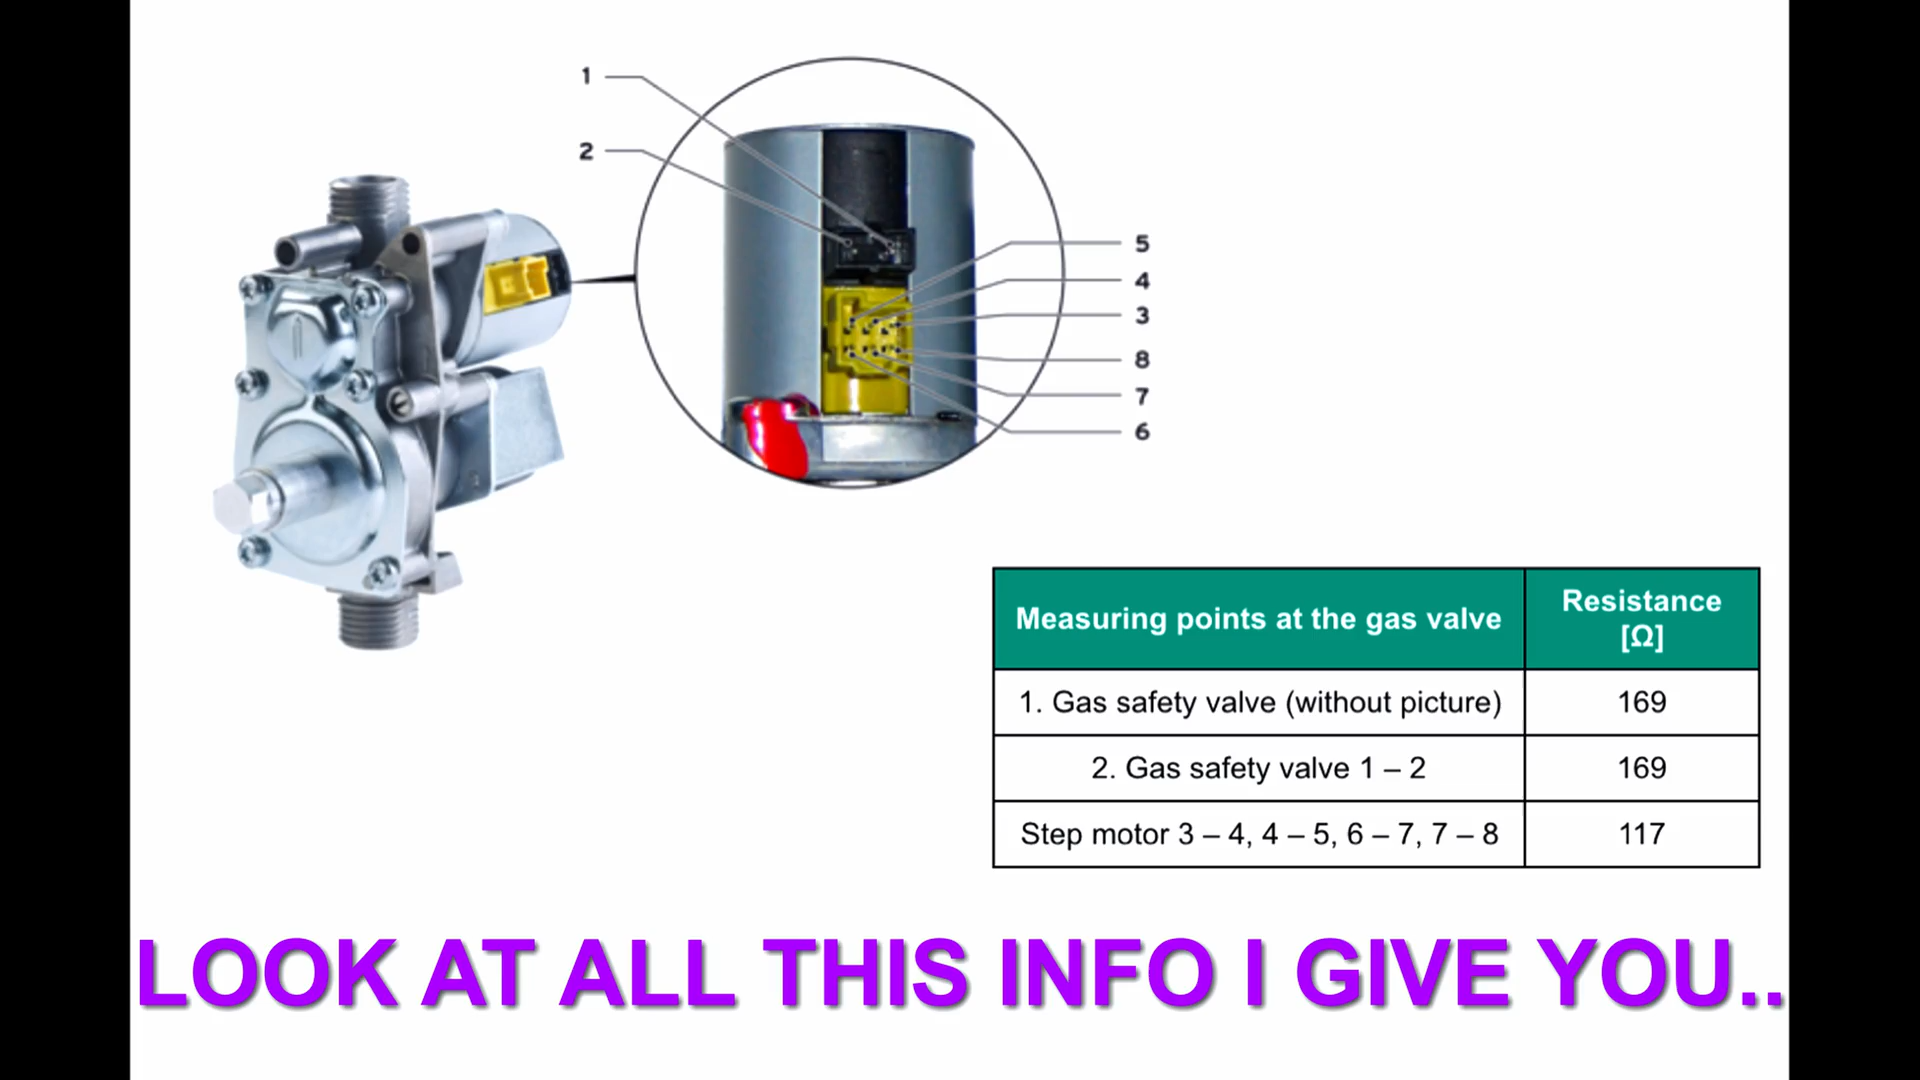 1
2
5
4
3
8
7
6
Measuring points at the gas valve
Resistance
[Ω]
1. Gas safety valve (without picture)
169
2. Gas safety valve 1 – 2
169
Step motor 3 – 4, 4 – 5, 6 – 7, 7 – 8
117
LOOK AT ALL THIS INFO I GIVE YOU..